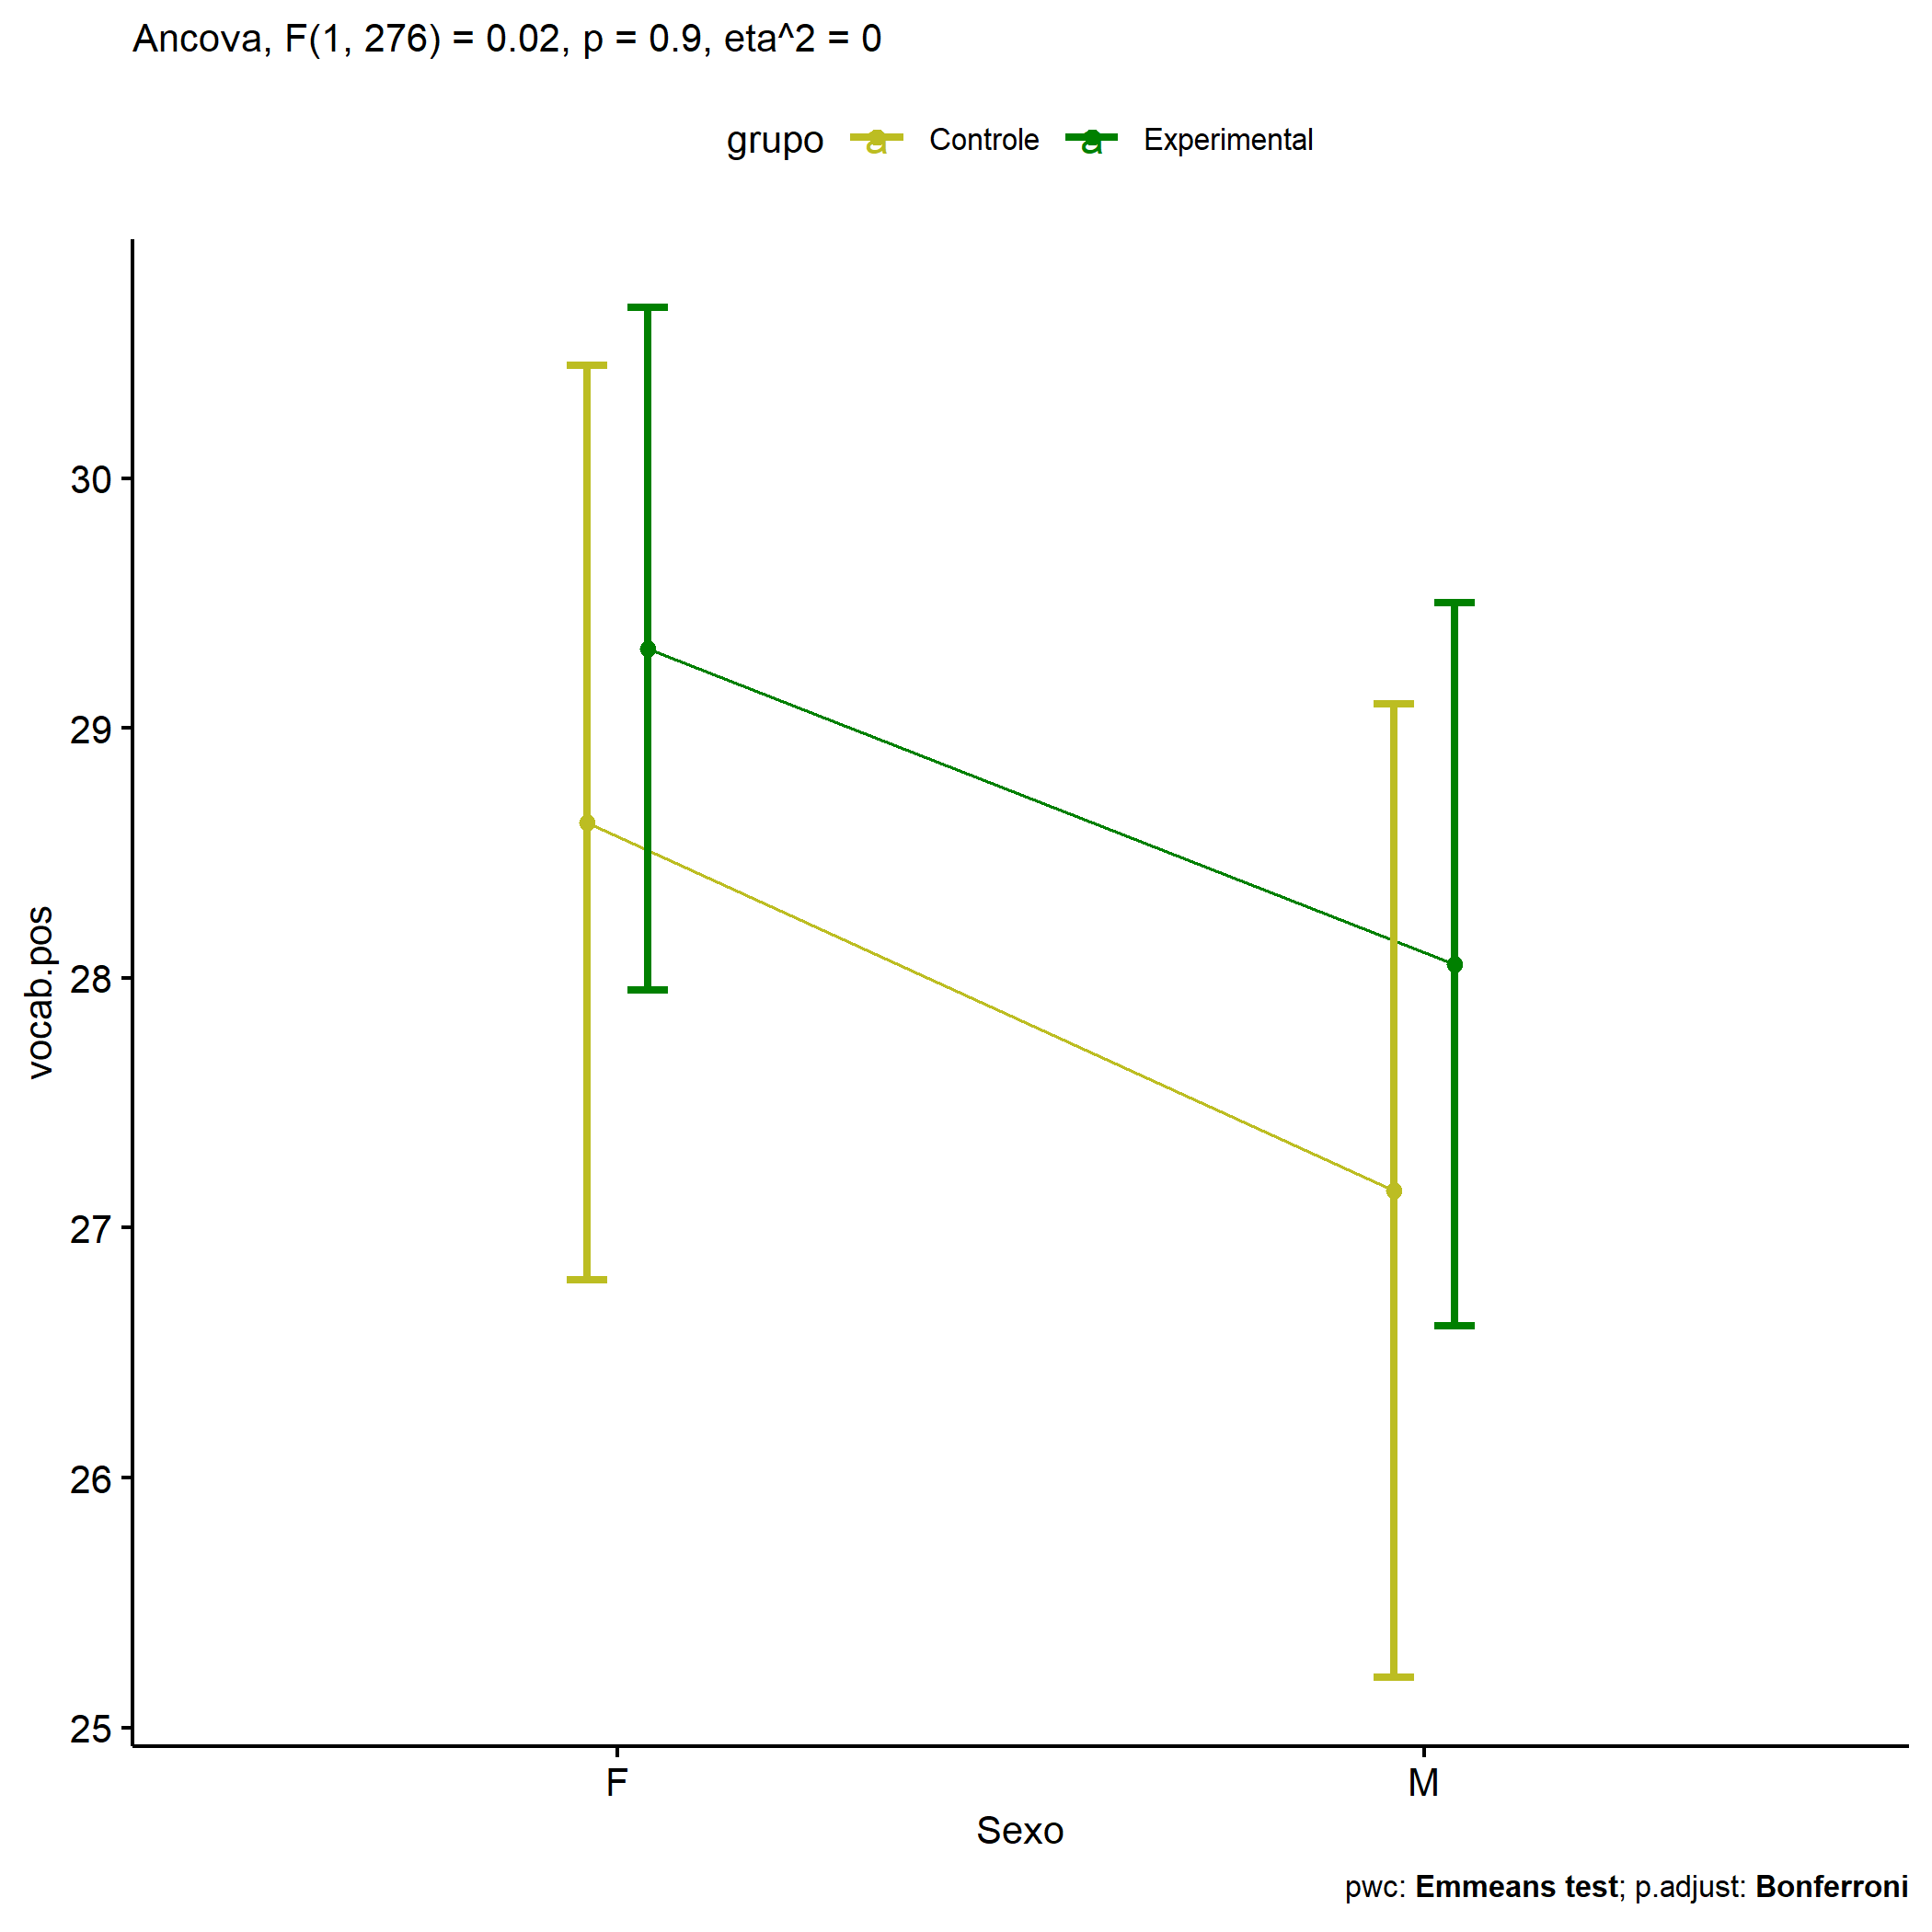 Ancova, F(1, 276) = 0.02, p = 0.9, eta^2 = 0
grupo a Controle a Experimental
30
29
28
27
26
25
vocab.pos
F M
Sexo
pwc: Emmeans test; p.adjust: Bonferroni